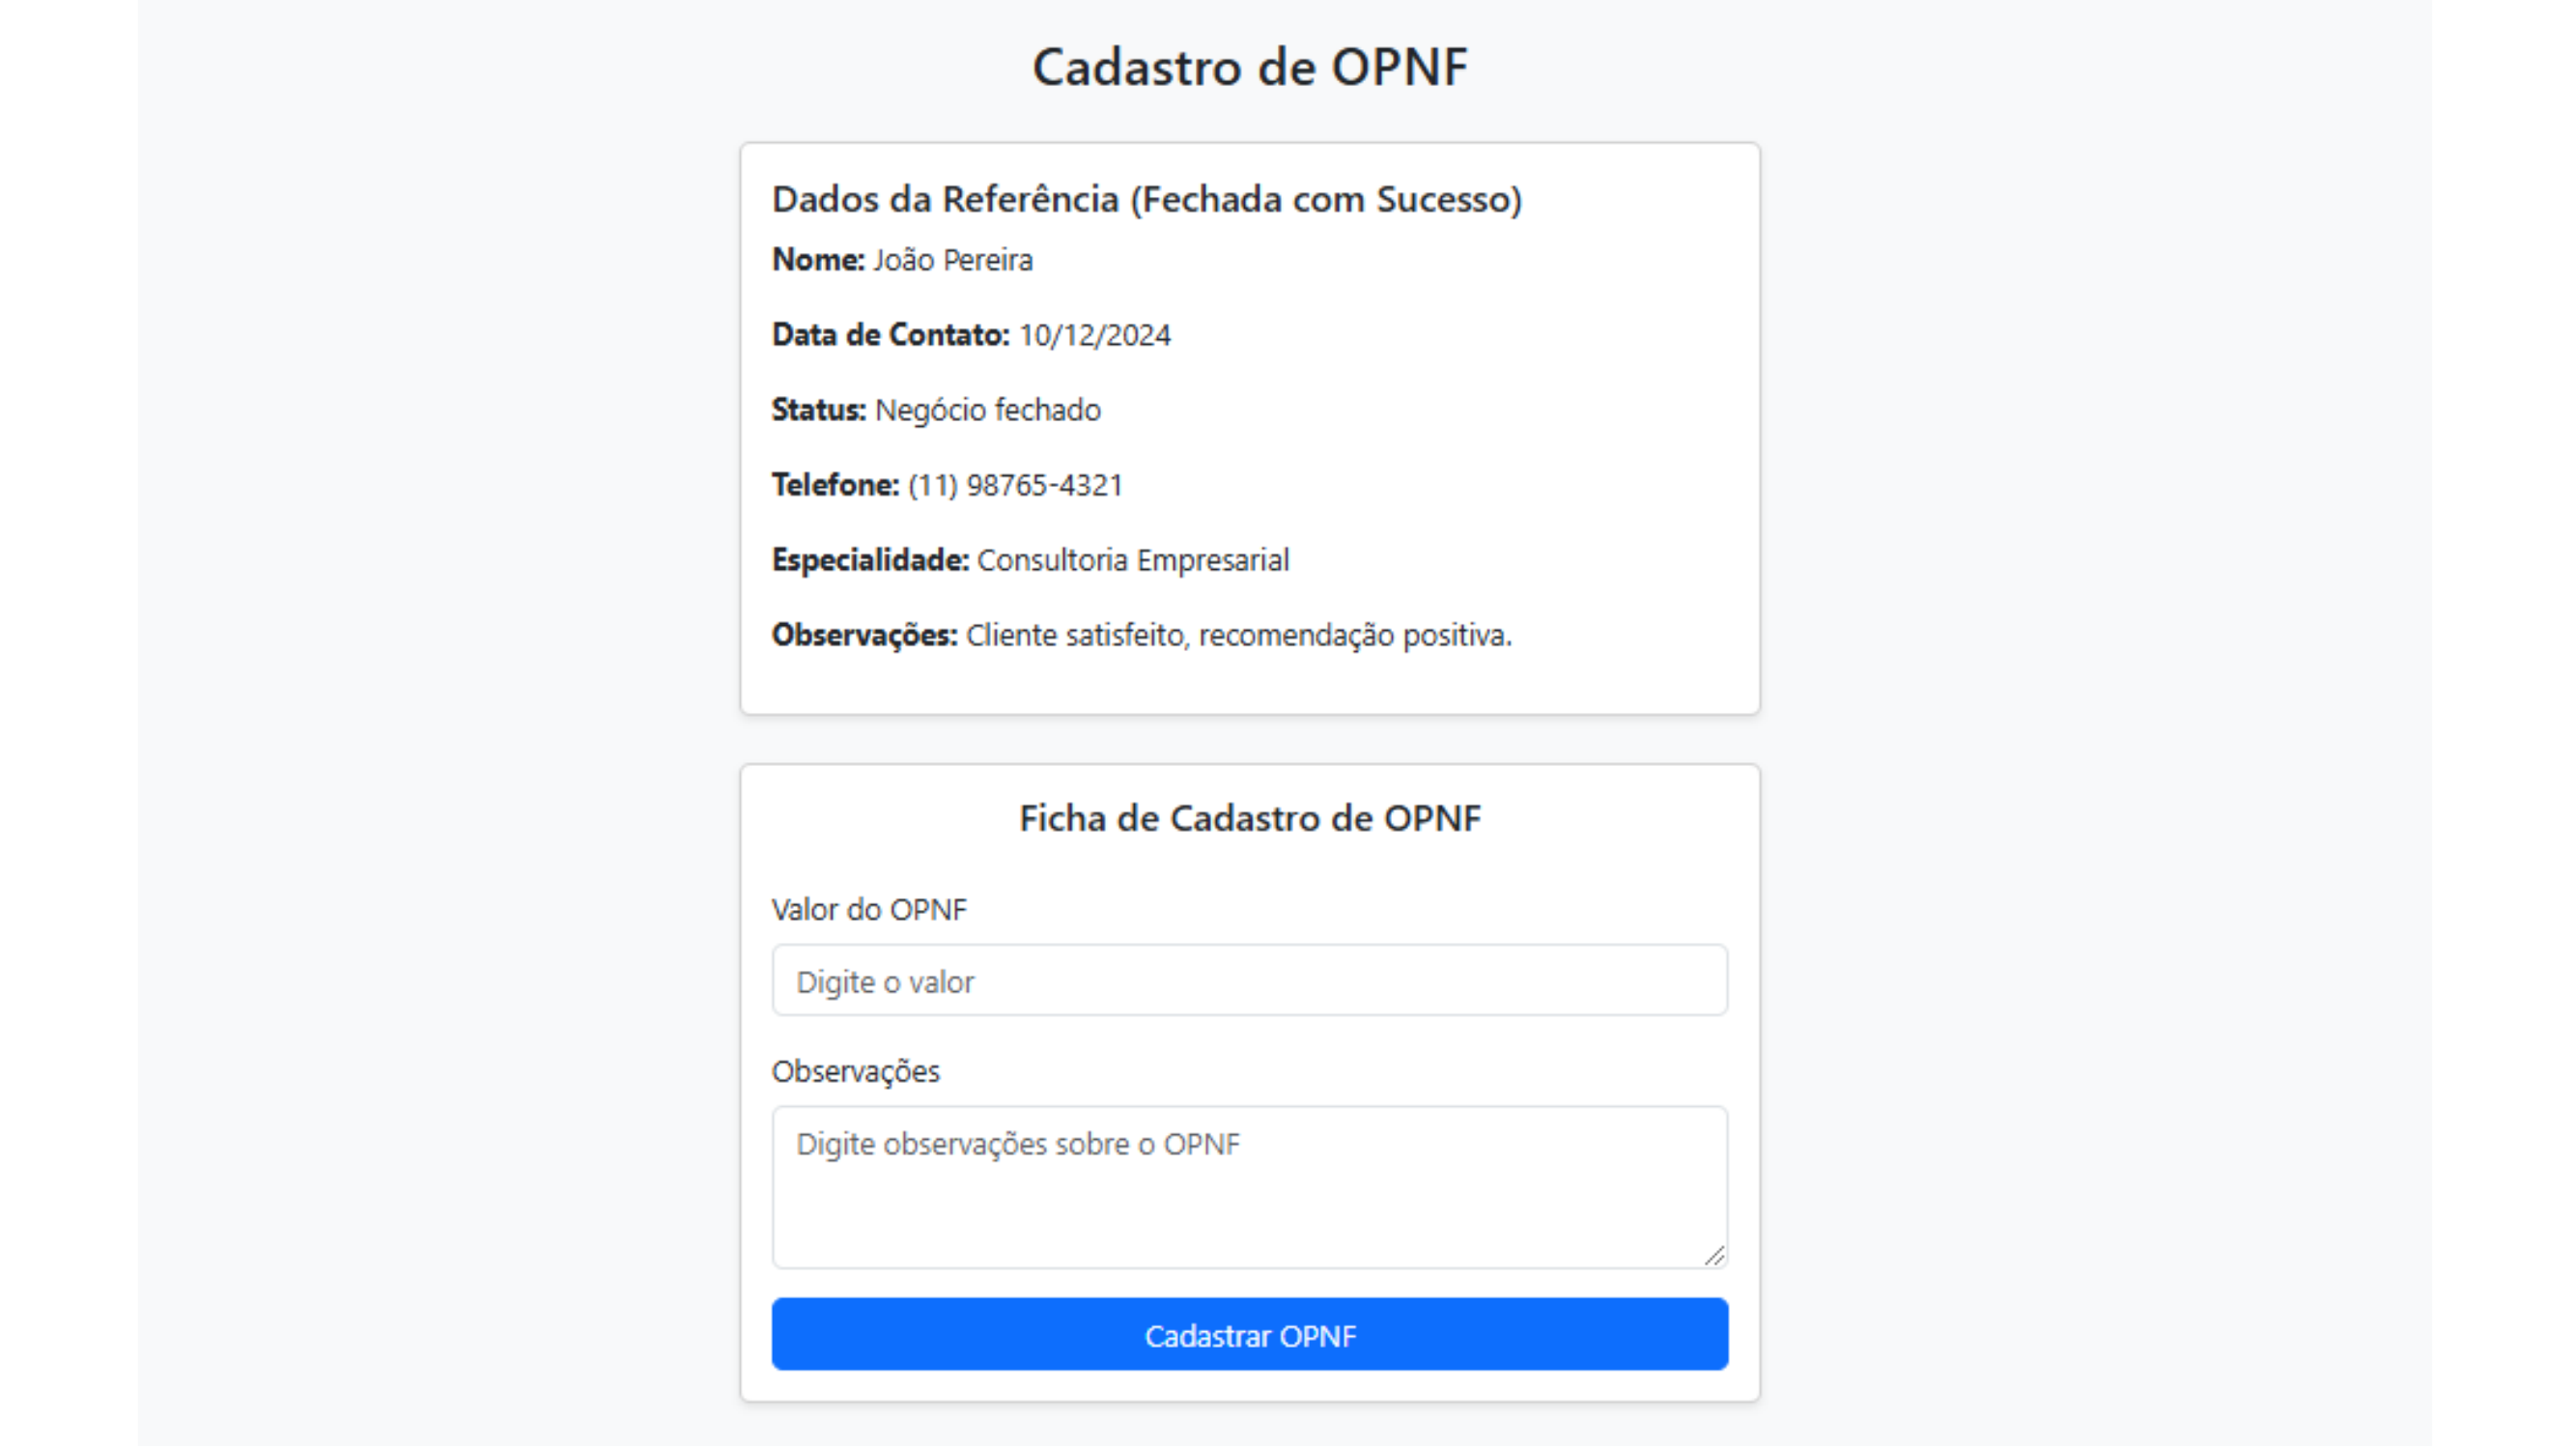 Cadastro de OPNF
Dados da Referência (Fechada com Sucesso)
Nome: João Pereira
Data de Contato: 10/12/2024
Status: Negócio fechado
Telefone: (11) 98765-4321
Especialidade: Consultoria Empresarial
Observações: Cliente satisfeito, recomendação positiva.
Ficha de Cadastro de OPNF
Valor do OPNF
Digite o valor
Observações
Digite observações sobre o OPNF
Cadastrar OPNF